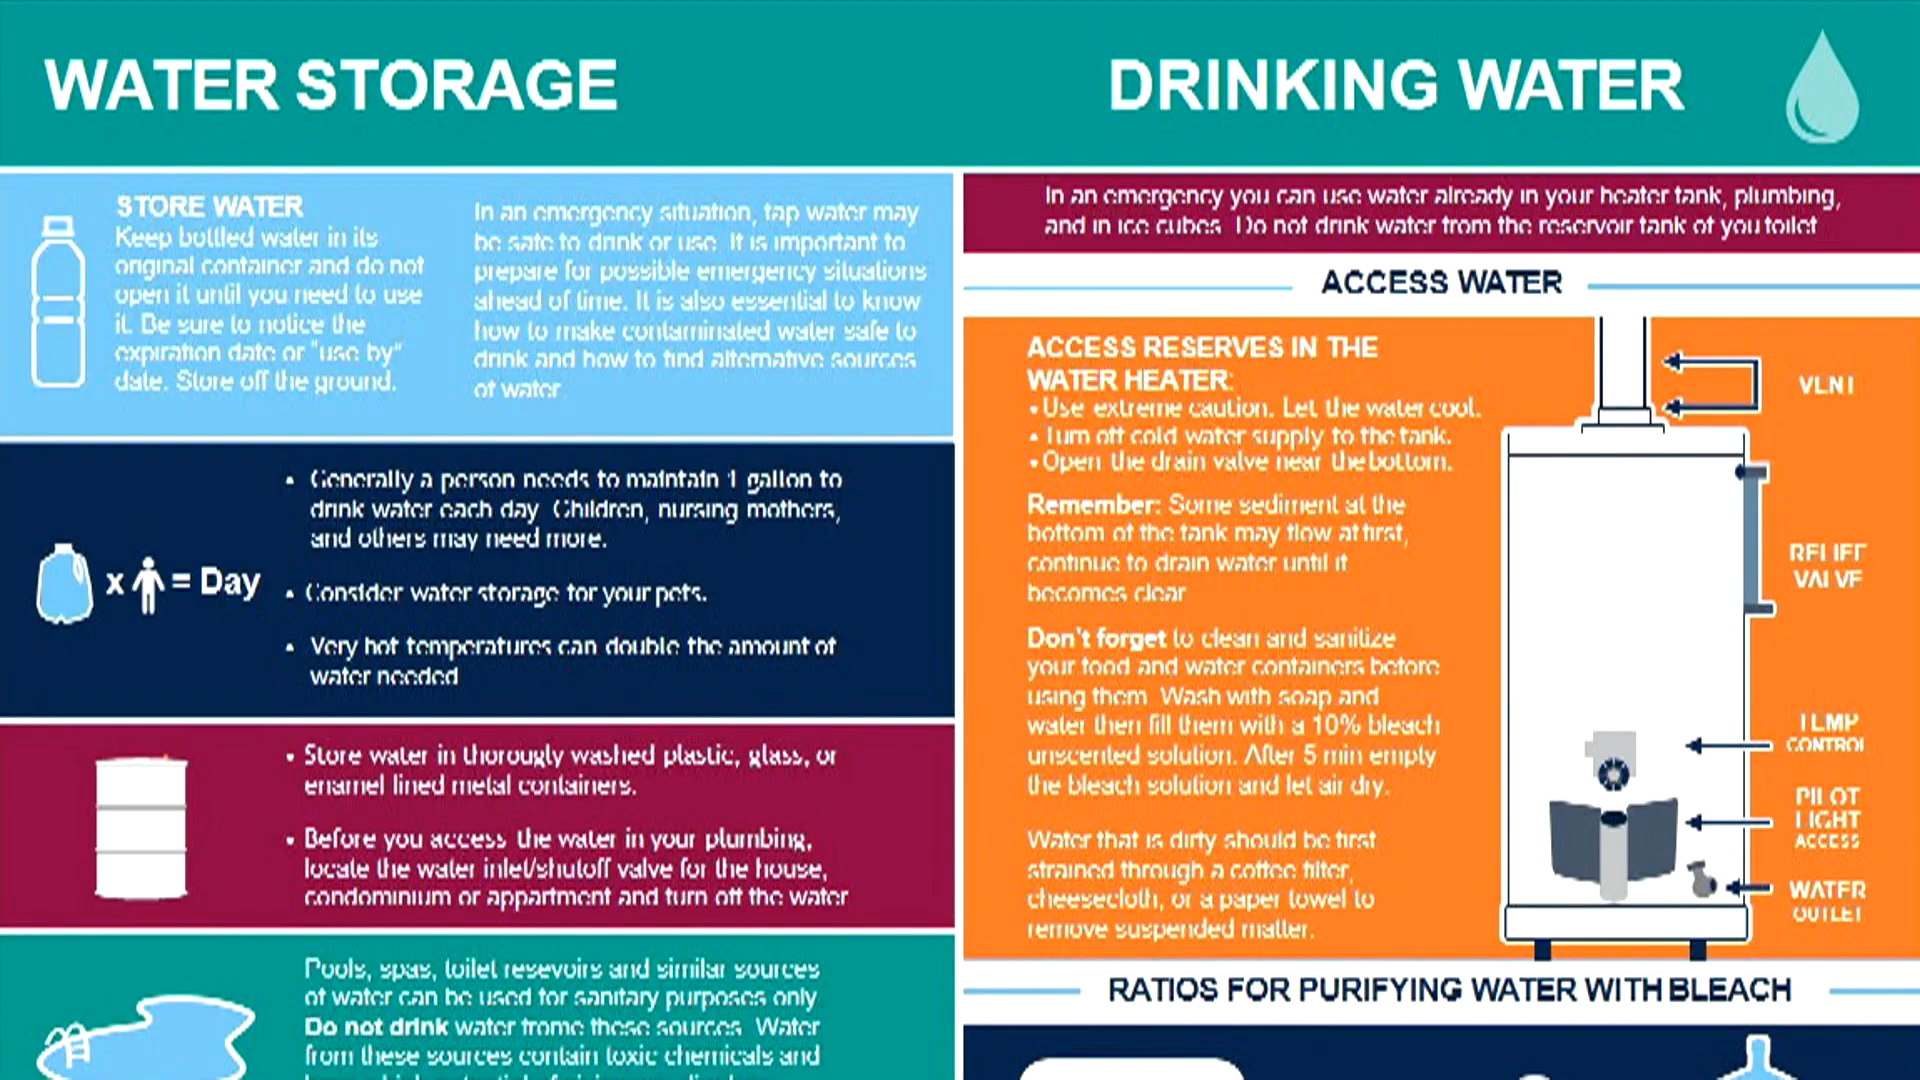 WATER STORAGE
STORE WATER
Keep bottled water in its
original container and do not
open it until you need to use
it. Be sure to notice the
expiration date or "use by"
date. Store off the ground.
In an emergency situation, tap water may
be safe to drink or use. It is important to
prepare for possible emergency situations
ahead of time. It is also essential to know
how to make contaminated water safe to
drink and how to find alternative sources
of water.
x = Day
• Generally a person needs to maintain 1 gallon to
drink water each day. Children, nursing mothers,
and others may need more.
• Consider water storage for your pets.
• Very hot temperatures can double the amount of
water needed
• Store water in thorougly washed plastic, glass, or
enamel lined metal containers.
• Before you access the water in your plumbing,
locate the water inlet/shutoff valve for the house,
condominium or appartment and turn off the water
Pools, spas, toilet resevoirs and similar sources
of water can be used for sanitary purposes only
Do not drink water frome these sources. Water
from these sources contain toxic chemicals and
DRINKING WATER
In an emergency you can use water already in your heater tank, plumbing,
and in ice cubes. Do not drink water from the reservoir tank of you toilet
ACCESS WATER
ACCESS RESERVES IN THE
WATER HEATER:
• Use extreme caution. Let the water cool.
• Turn off cold water supply to the tank.
• Open the drain valve near the bottom.
Remember: Some sediment at the
bottom of the tank may flow at first,
continue to drain water until it
becomes clear
Don't forget to clean and sanitize
your food and water containers before
using them. Wash with soap and
water then fill them with a 10% bleach
unscented solution. After 5 min empty
the bleach solution and let air dry.
Water that is dirty should be first
strained through a coffee filter,
cheesecloth, or a paper towel to
remove suspended matter.
VENT
RELIEF
VALVE
TEMP
CONTROL
PILOT
LIGHT
ACCESS
WATER
OUTLET
RATIOS FOR PURIFYING WATER WITH BLEACH